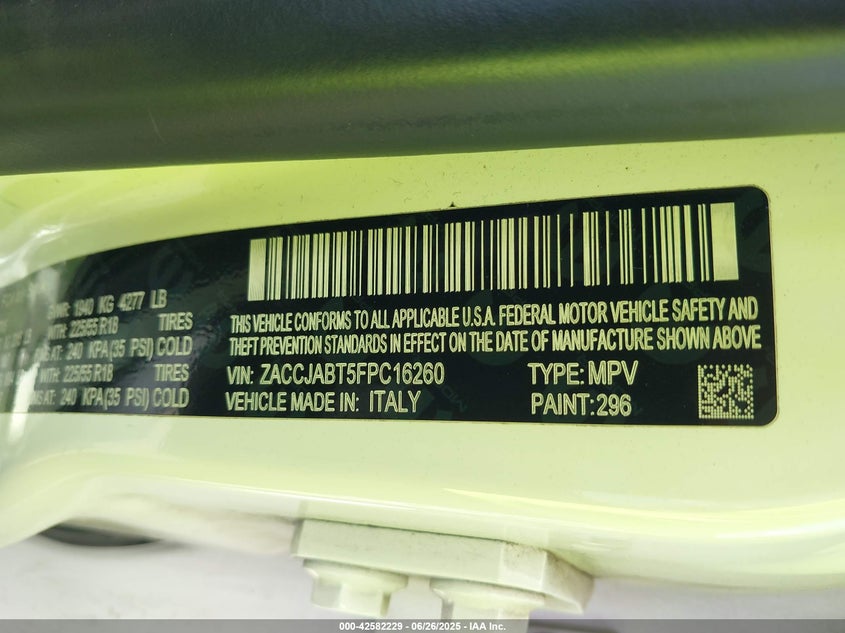 GVWR: 1940 KG 4277 LB
WITH: 225/55 R18 TIRES
AT: 240 KPA(35 PSI) COLD
WITH: 225/55 R18 TIRES
AT: 240 KPA(35 PSI) COLD
THIS VEHICLE CONFORMS TO ALL APPLICABLE U.S.A. FEDERAL MOTOR VEHICLE SAFETY AND
THEFT PREVENTION STANDARDS IN EFFECT ON THE DATE OF MANUFACTURE SHOWN ABOVE
VIN: ZACCJABT5FPC16260 TYPE: MPV
VEHICLE MADE IN: ITALY PAINT: 296
000-42582229 - 06/26/2025 - IAA Inc.